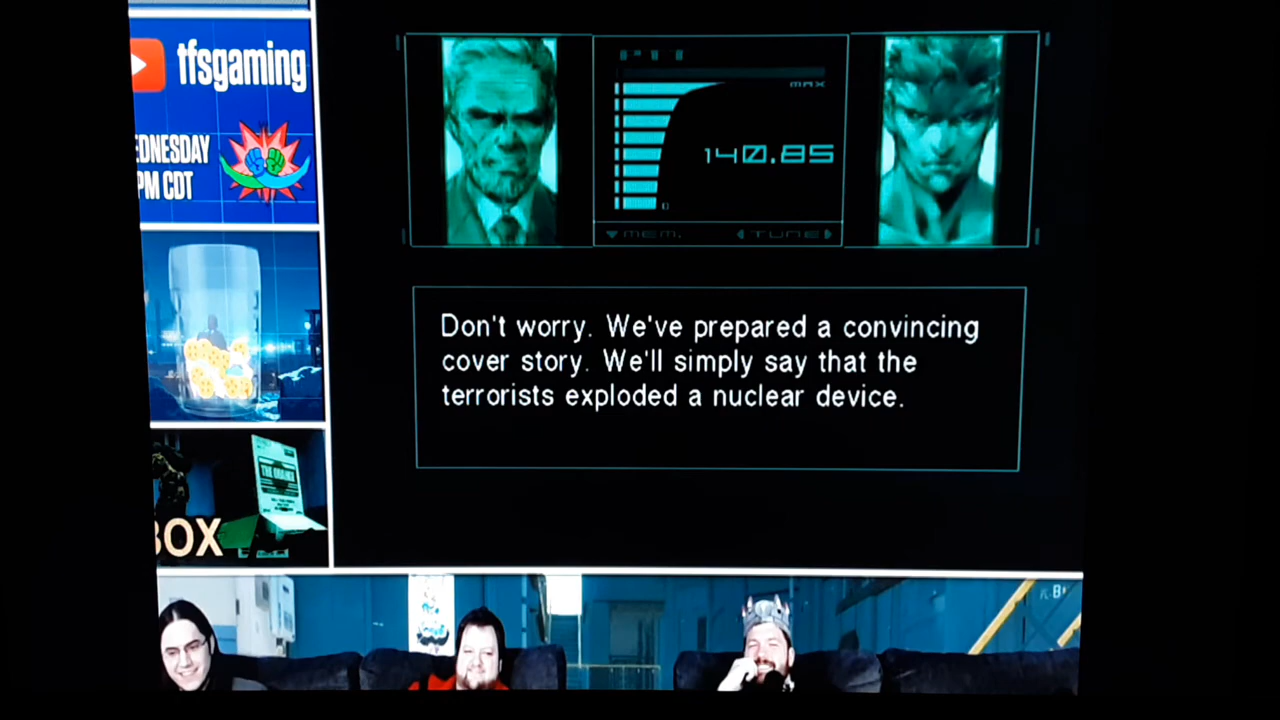 tfsgaming
EDNESDAY
PM CDT
BOX
MAX
140.85
MEM.
TUNE
Don't worry. We've prepared a convincing
cover story. We'll simply say that the
terrorists exploded a nuclear device.